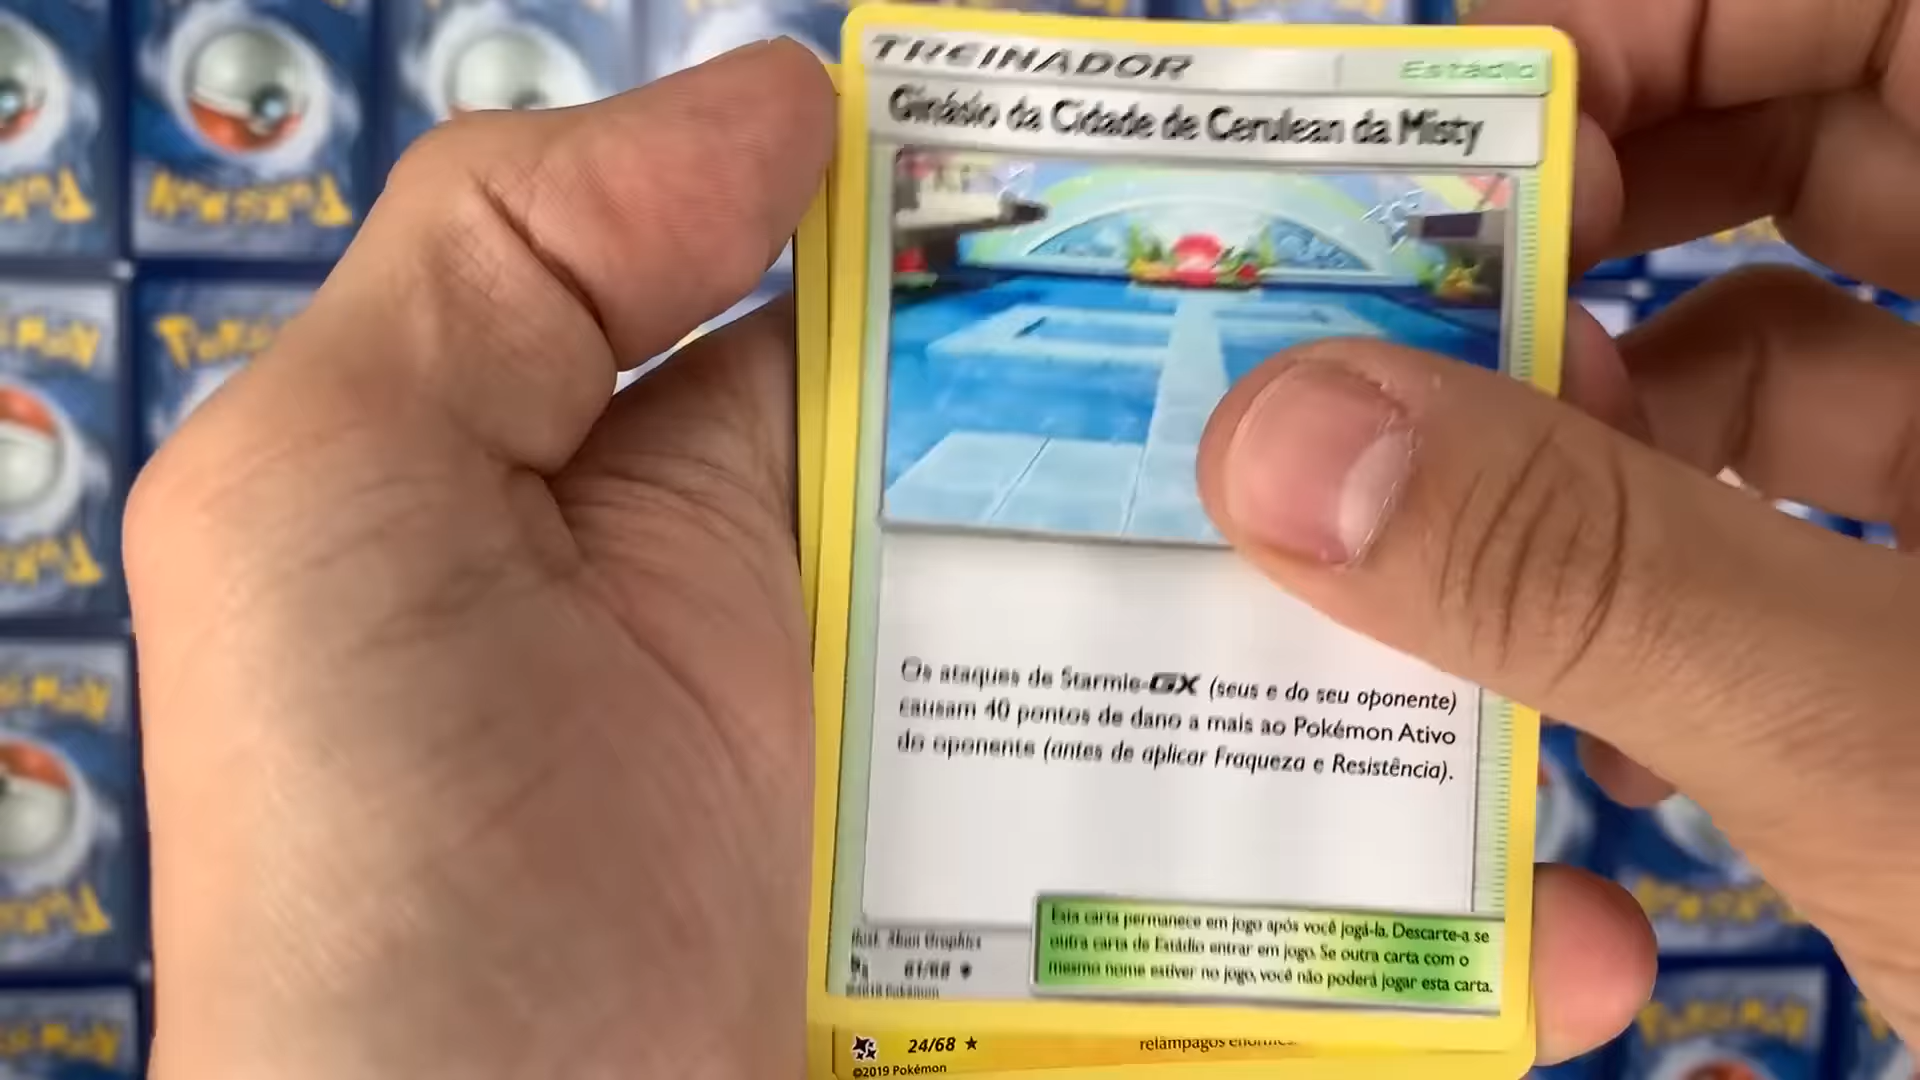 TREINADOR
Estádio
Ginásio da Cidade de Cerulean da Misty
Os ataques de Starmie-GX (seus e do seu oponente)
causam 40 pontos de dano a mais ao Pokémon Ativo
do oponente (antes de aplicar Fraqueza e Resistência).
Esta carta permanece em jogo após você jogá-la. Descarte-a se
outra carta de Estádio entrar em jogo. Se outra carta com o
mesmo nome estiver no jogo, você não poderá jogar esta carta.
61/68
24/68
relâmpagos enormes.
©2019 Pokémon